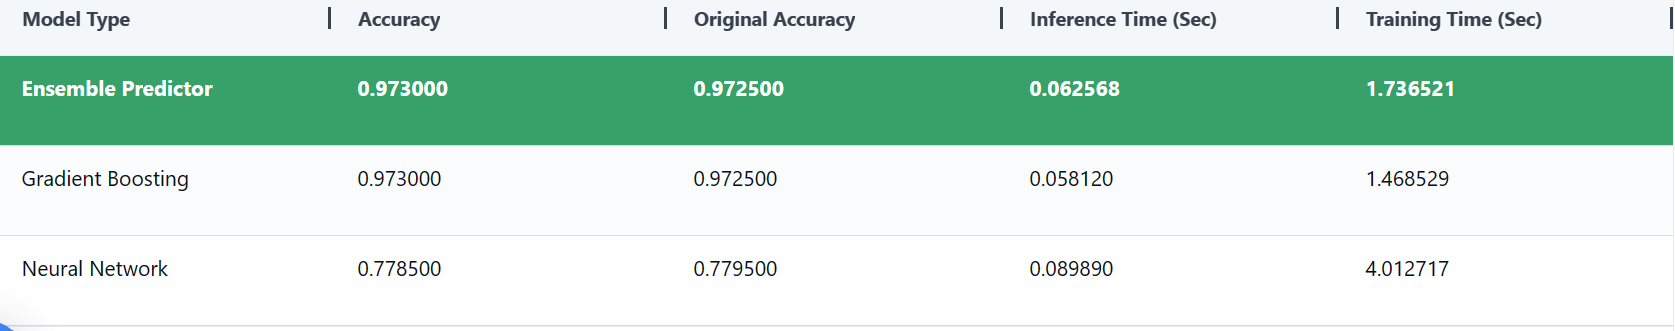 Model Type Accuracy Original Accuracy Inference Time (Sec) Training Time (Sec)
Ensemble Predictor 0.973000 0.972500 0.062568 1.736521
Gradient Boosting 0.973000 0.972500 0.058120 1.468529
Neural Network 0.778500 0.779500 0.089890 4.012717